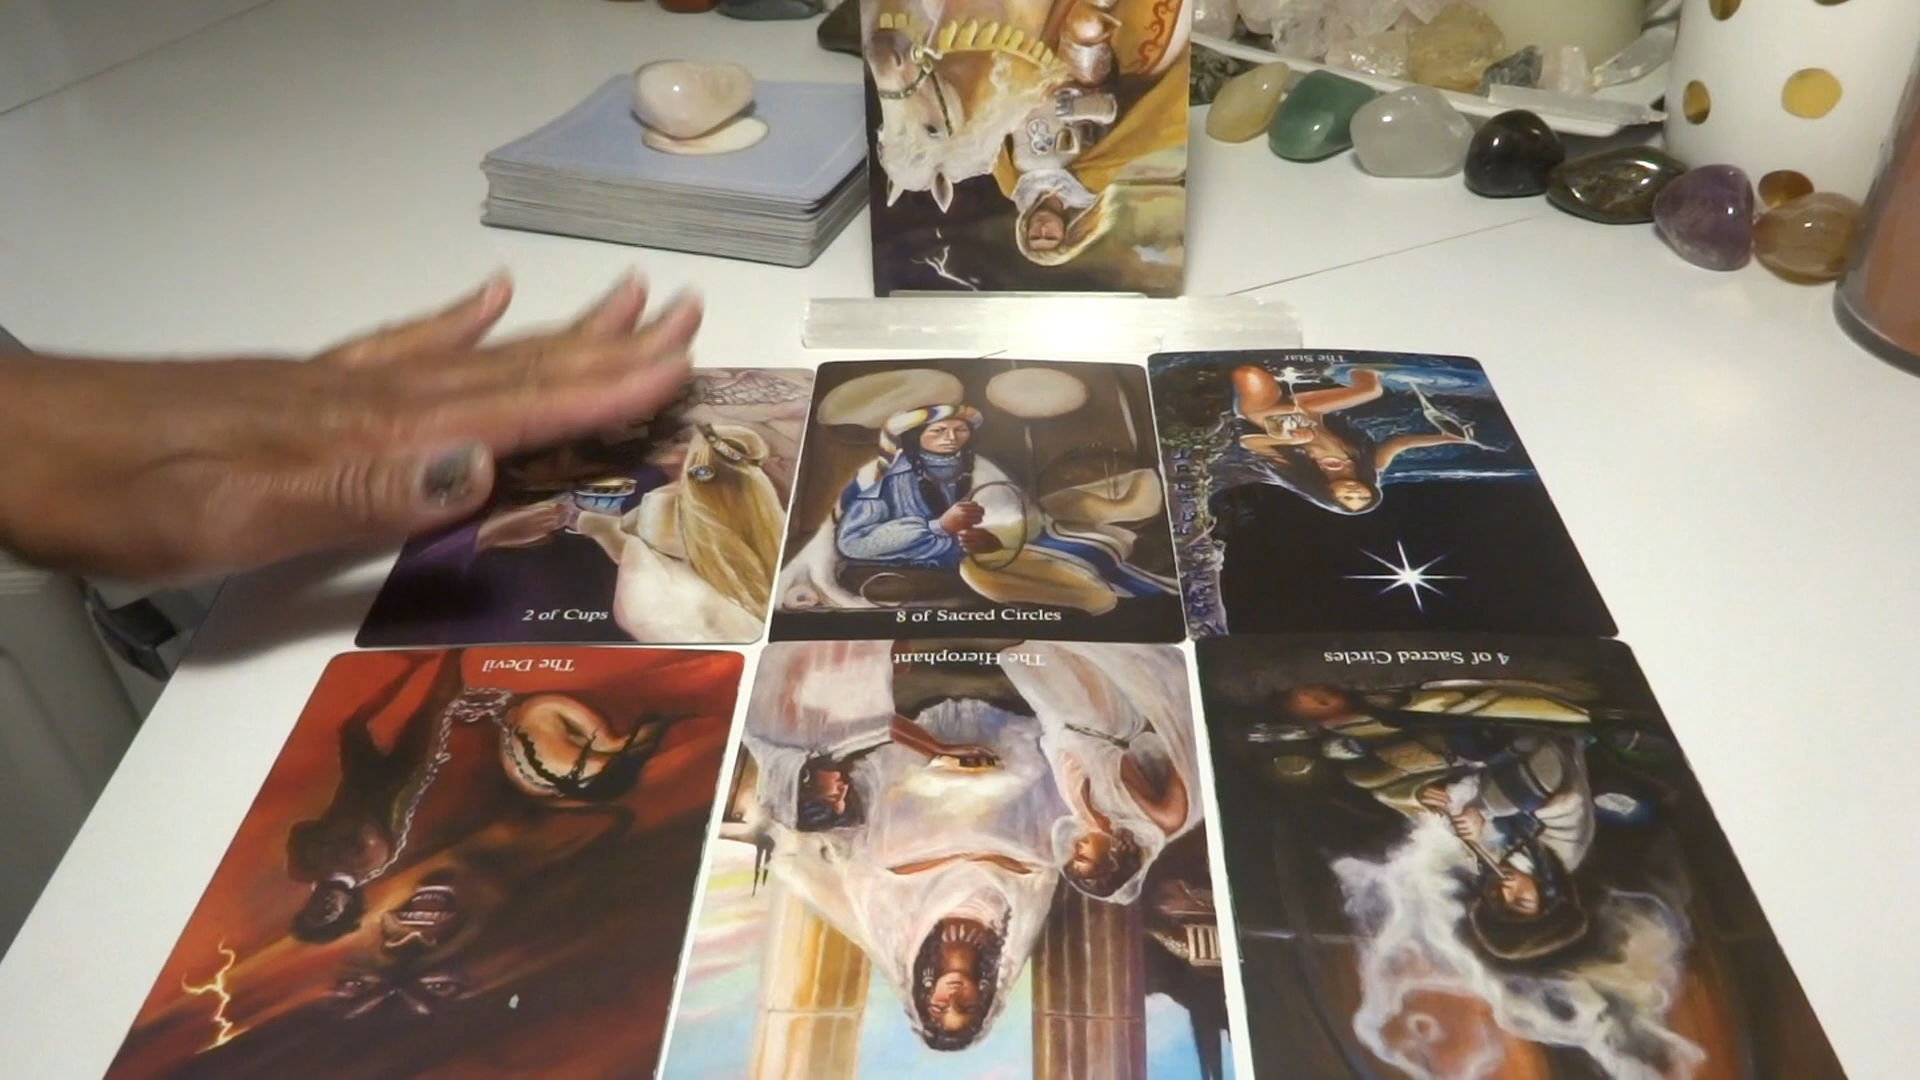 The Star
2 of Cups
8 of Sacred Circles
The Devil
The Hierophant
4 of Sacred Circles